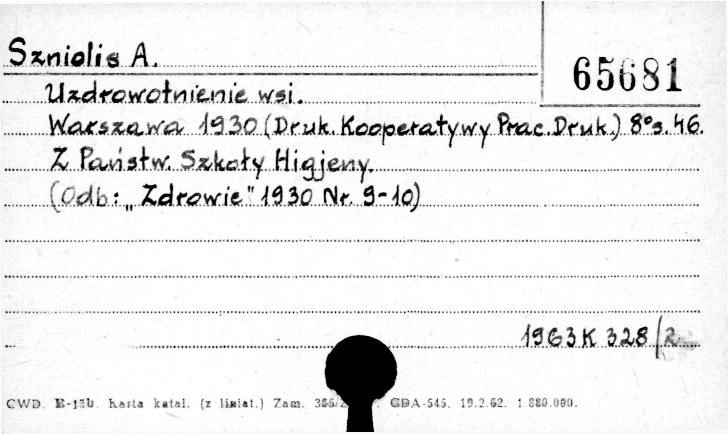 Szniolis A.
65681
Uzdrowotnienie wsi.
Warszawa 1930 (Druk. Kooperatywy Prac. Druk.) 8° s. 46.
Z Państw. Szkoły Higjeny.
(Odb: „Zdrowie" 1930 Nr. 9-10)
1963 K 328/2
CWD. Karta katal. (z liniat.) Zam. GDA-545. 19.2.62. 1 880.000.